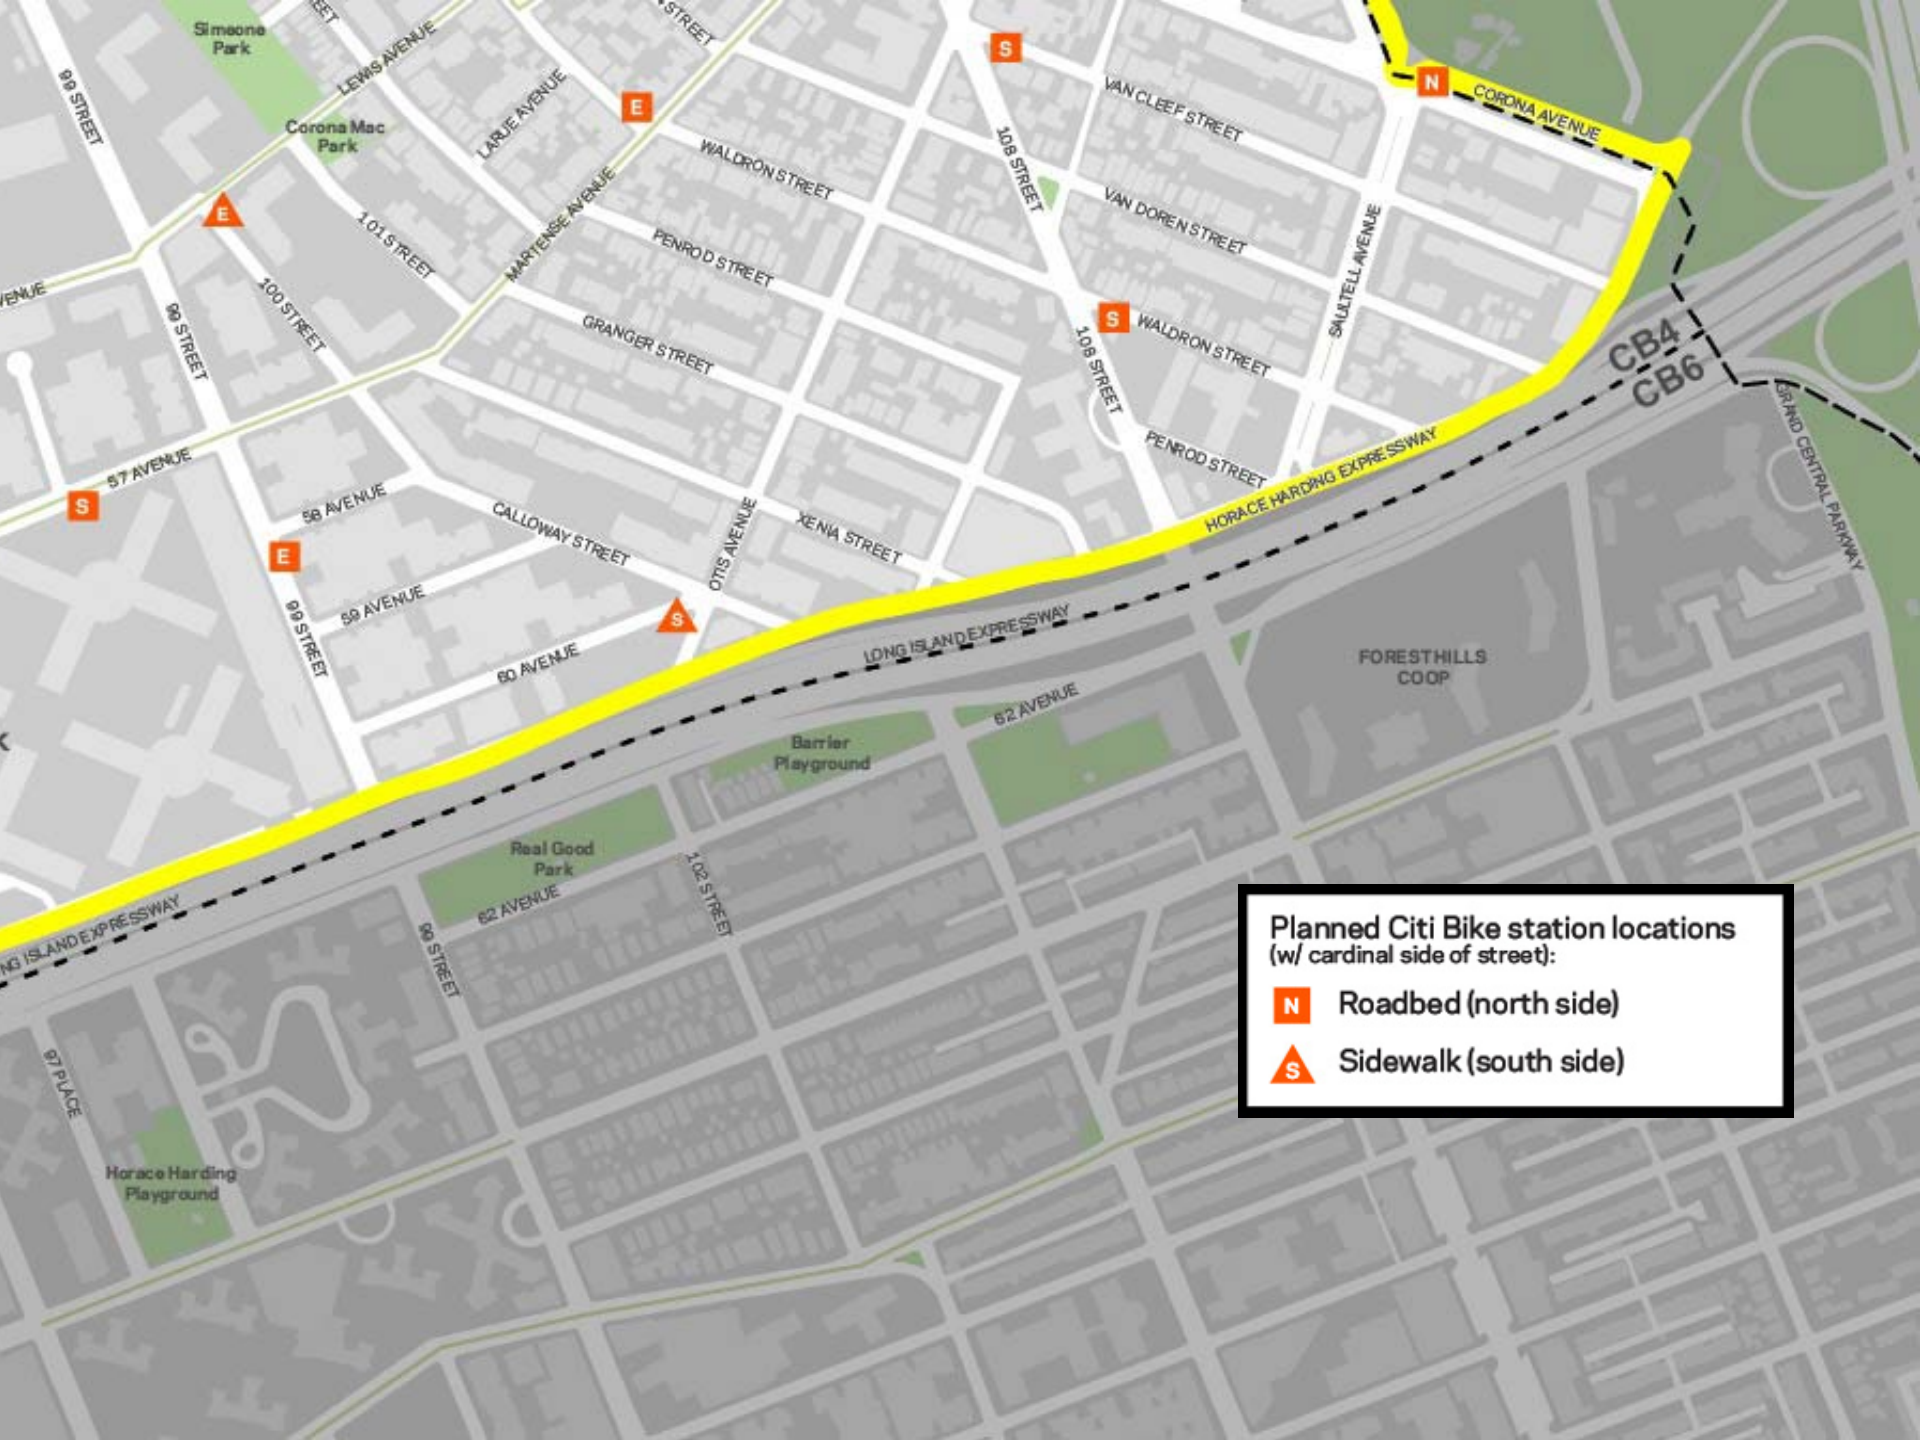 EET
N STREET
Simeone
Park
LEWIS AVENUE
S
N
CORONA AVENUE
99 STREET
LARUE AVENUE
E
VAN CLEEF STREET
Corona Mac
Park
WALDRON STREET
108 STREET
E
101 STREET
MARTENSE AVENUE
PENROD STREET
VAN DOREN STREET
SAULTELL AVENUE
VENUE
99 STREET
100 STREET
GRANGER STREET
S
WALDRON STREET
108 STREET
CB4
CB6
GRAND CENTRAL PARKWAY
57 AVENUE
S
58 AVENUE
CALLOWAY STREET
OTIS AVENUE
XENIA STREET
PENROD STREET
HORACE HARDING EXPRESSWAY
E
99 STREET
59 AVENUE
S
60 AVENUE
LONG ISLAND EXPRESSWAY
FOREST HILLS
COOP
K
62 AVENUE
Barrier
Playground
Real Good
Park
62 AVENUE
102 STREET
NG ISLAND EXPRESSWAY
99 STREET
97 PLACE
Horace Harding
Playground
Planned Citi Bike station locations
(w/ cardinal side of street):
N Roadbed (north side)
S Sidewalk (south side)